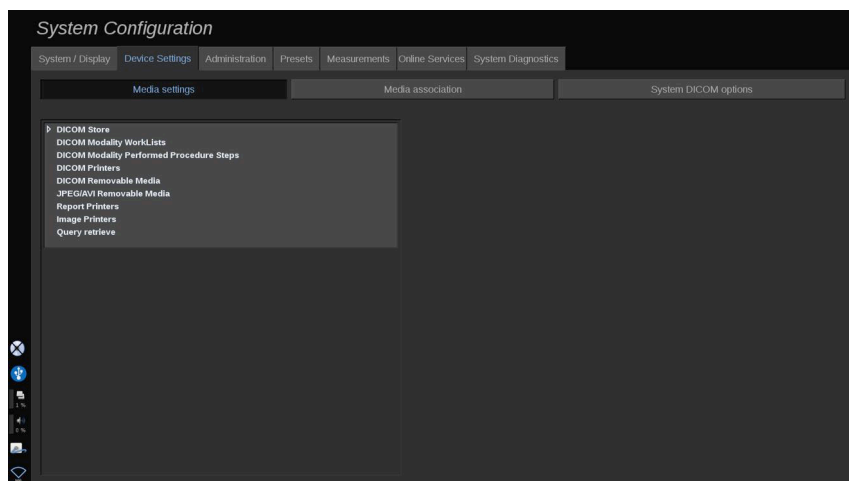 System Configuration
System / Display Device Settings Administration Presets Measurements Online Services System Diagnostics
Media settings Media association System DICOM options
DICOM Store
DICOM Modality WorkLists
DICOM Modality Performed Procedure Steps
DICOM Printers
DICOM Removable Media
JPEG/AVI Removable Media
Report Printers
Image Printers
Query retrieve
1 %
0 %